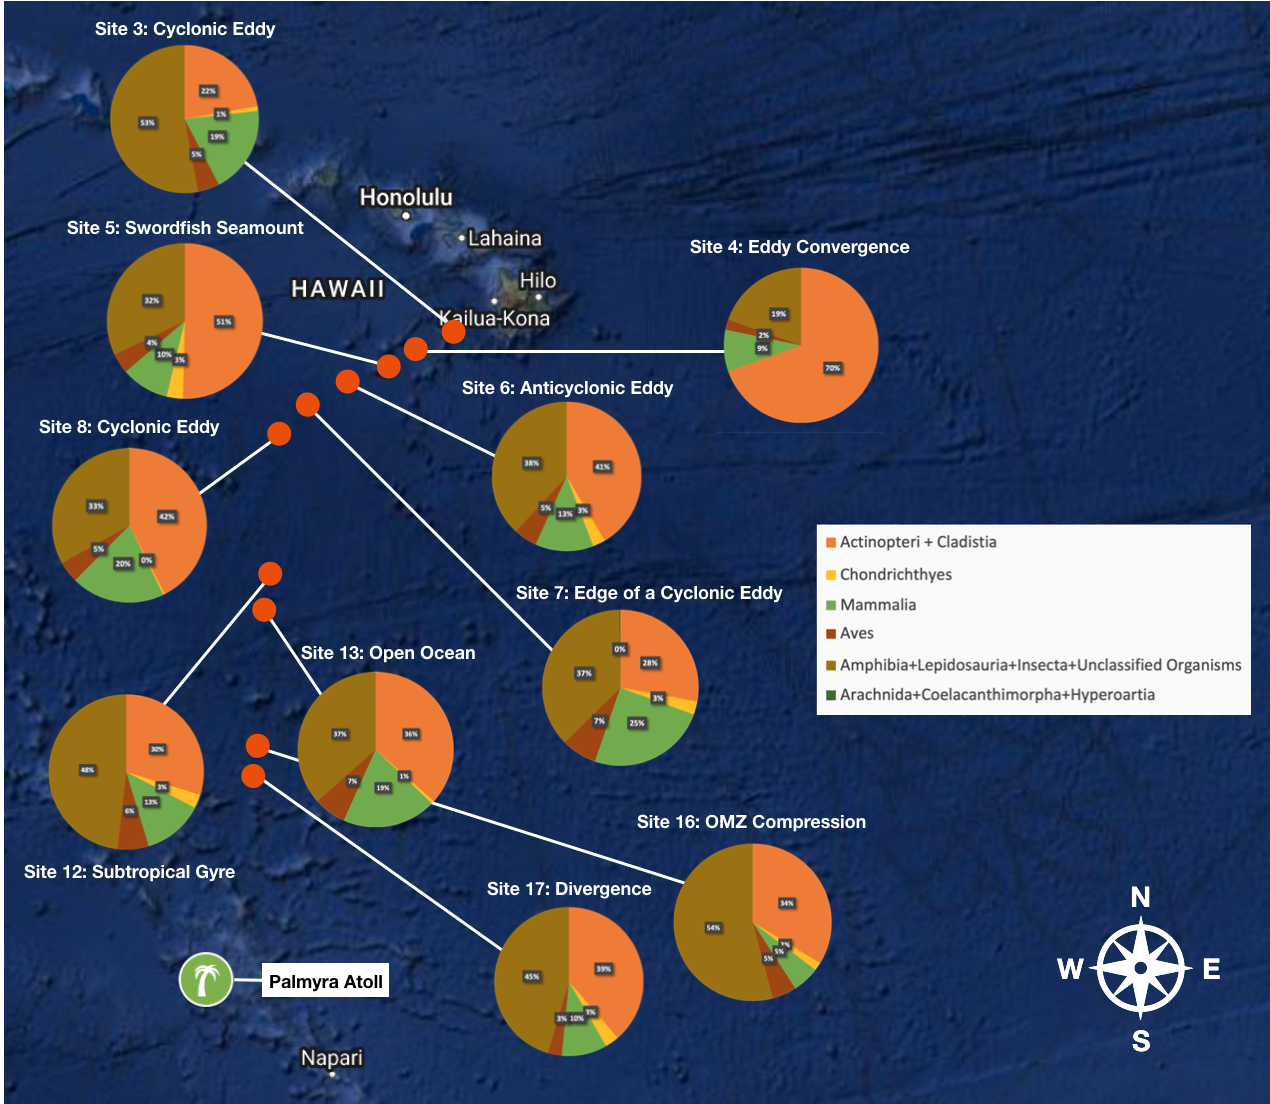 Site 3: Cyclonic Eddy
22%
1%
19%
5%
53%
Honolulu
Lahaina
HAWAII
Hilo
Kailua-Kona
Site 5: Swordfish Seamount
32%
51%
4%
10%
3%
Site 4: Eddy Convergence
19%
2%
9%
70%
Site 6: Anticyclonic Eddy
38%
41%
5%
13%
3%
Site 8: Cyclonic Eddy
33%
42%
5%
20%
0%
Actinopteri + Cladistia
Chondrichthyes
Mammalia
Aves
Amphibia+Lepidosauria+Insecta+Unclassified Organisms
Arachnida+Coelacanthimorpha+Hyperoartia
Site 7: Edge of a Cyclonic Eddy
0%
28%
37%
3%
7%
25%
Site 13: Open Ocean
37%
36%
7%
1%
19%
48%
30%
3%
13%
6%
Site 12: Subtropical Gyre
Site 16: OMZ Compression
34%
54%
5%
5%
Site 17: Divergence
39%
45%
3%
3%
10%
Palmyra Atoll
Napari
N
W
E
S